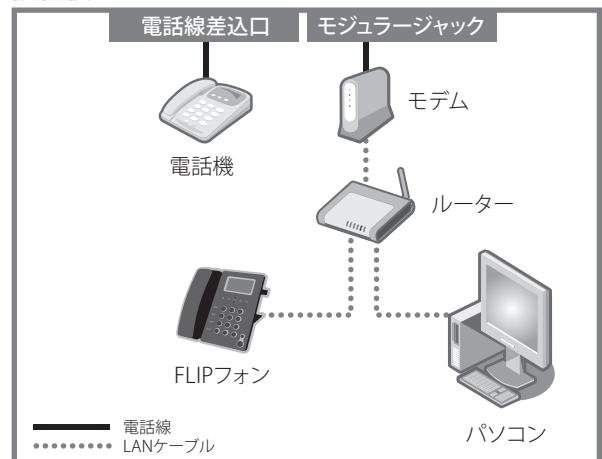 電話線差込口
モジュラージャック
モデム
電話機
ルーター
FLIPフォン
パソコン
電話線
LANケーブル